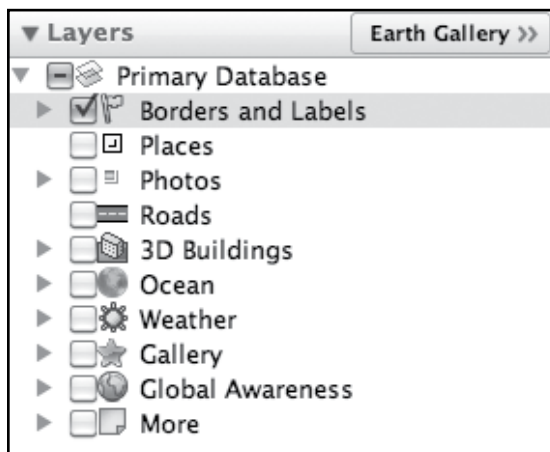 Layers Earth Gallery >>
Primary Database
Borders and Labels
Places
Photos
Roads
3D Buildings
Ocean
Weather
Gallery
Global Awareness
More